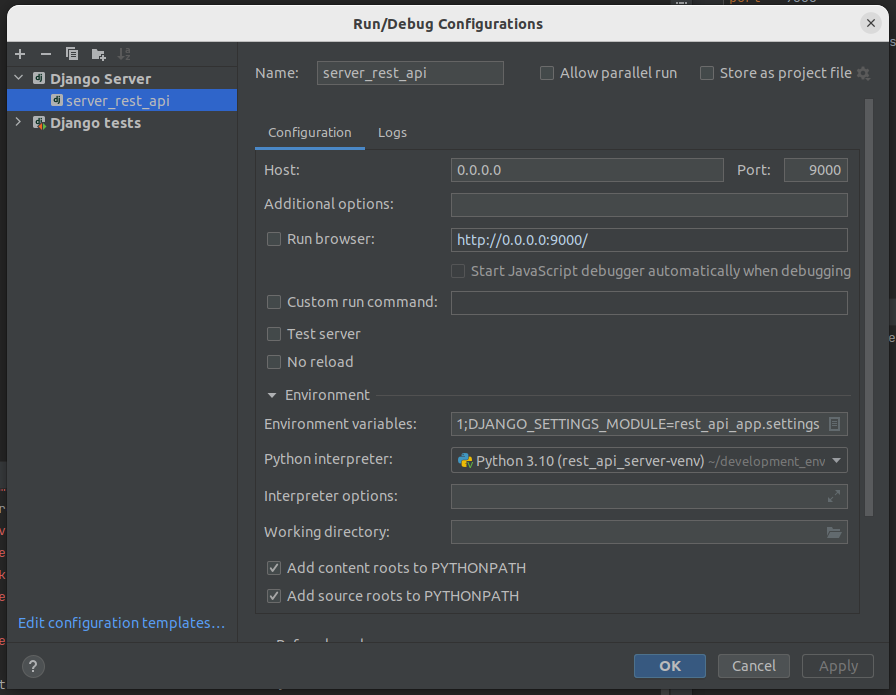 Run/Debug Configurations
Django Server
server_rest_api
Django tests
Name: server_rest_api Allow parallel run Store as project file
Configuration Logs
Host: 0.0.0.0 Port: 9000
Additional options:
Run browser: http://0.0.0.0:9000/
Start JavaScript debugger automatically when debugging
Custom run command:
Test server
No reload
Environment
Environment variables: 1;DJANGO_SETTINGS_MODULE=rest_api_app.settings
Python interpreter: Python 3.10 (rest_api_server-venv) ~/development_env
Interpreter options:
Working directory:
Add content roots to PYTHONPATH
Add source roots to PYTHONPATH
Edit configuration templates...
? OK Cancel Apply